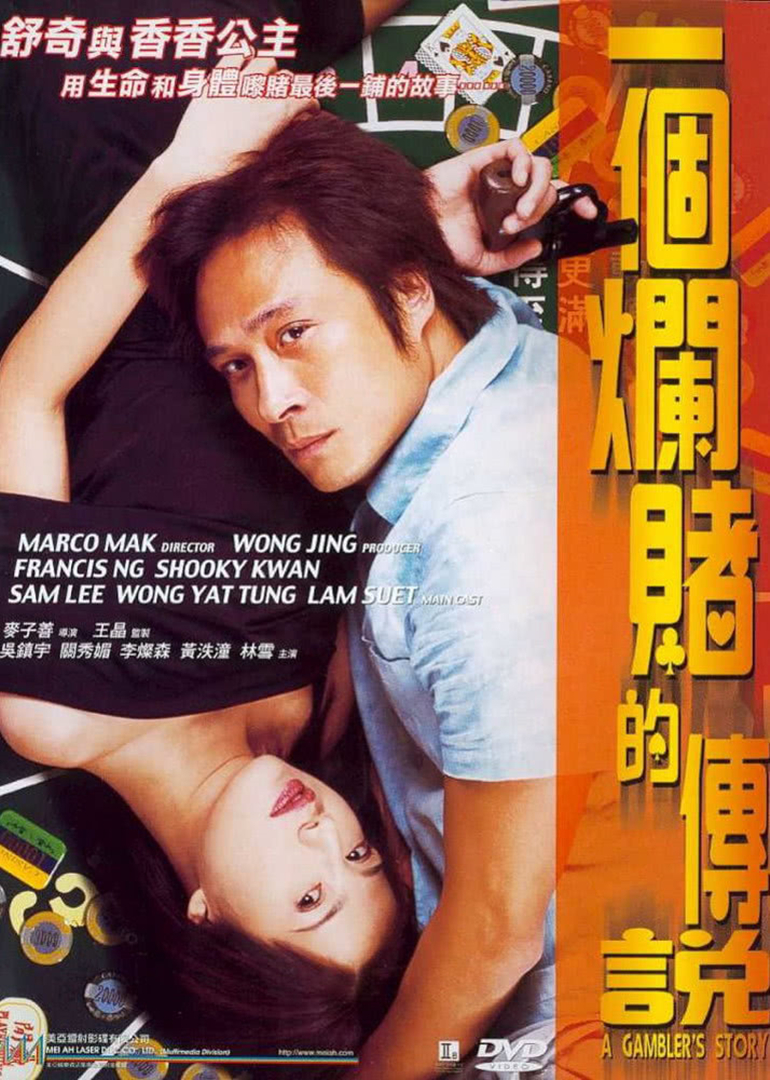 舒奇與香香公主
用生命和身體嚟賭最後一鋪的故事……
一個爛賭的傳說
A GAMBLER'S STORY
MARCO MAK DIRECTOR WONG JING PRODUCER
FRANCIS NG SHOOKY KWAN
SAM LEE WONG YAT TUNG LAM SUET MAIN CAST
麥子善 導演 王晶 監製
吳鎮宇 關秀媚 李燦森 黃泆潼 林雪 主演
美亞鐳射影碟有限公司
MEI AH LASER DISC CO., LTD. (Multimedia Division)
http://www.meiah.com
IIB
DVD
VIDEO